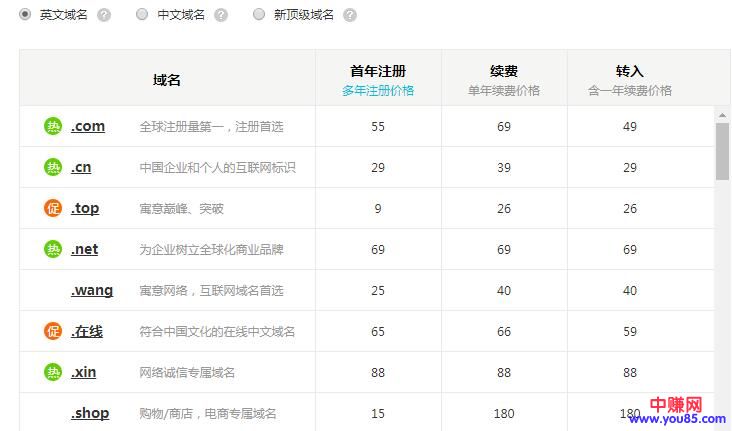 英文域名 ? 中文域名 ? 新顶级域名 ?
域名 首年注册 续费 转入
多年注册价格 单年续费价格 含一年续费价格
热 .com 全球注册量第一，注册首选 55 69 49
热 .cn 中国企业和个人的互联网标识 29 39 29
促 .top 寓意巅峰、突破 9 26 26
热 .net 为企业树立全球化商业品牌 69 69 69
.wang 寓意网络，互联网域名首选 25 40 40
促 .在线 符合中国文化的在线中文域名 65 66 59
热 .xin 网络诚信专属域名 88 88 88
.shop 购物/商店，电商专属域名 15 180 180
中赚网
www.you85.com